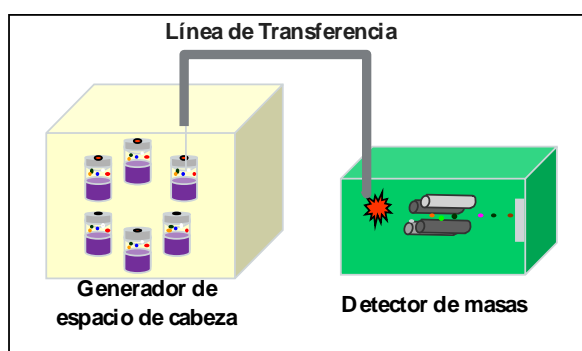 Línea de Transferencia
Generador de
espacio de cabeza
Detector de masas